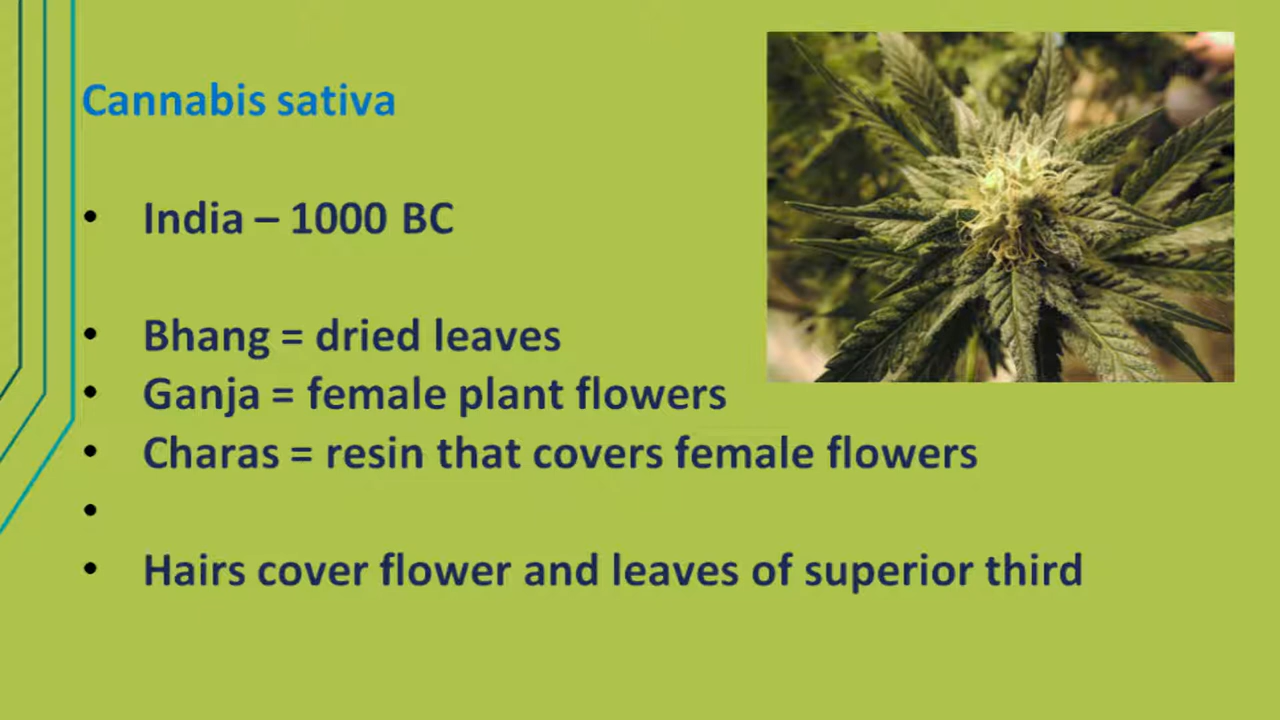 Cannabis sativa
• India – 1000 BC
• Bhang = dried leaves
• Ganja = female plant flowers
• Charas = resin that covers female flowers
•
• Hairs cover flower and leaves of superior third